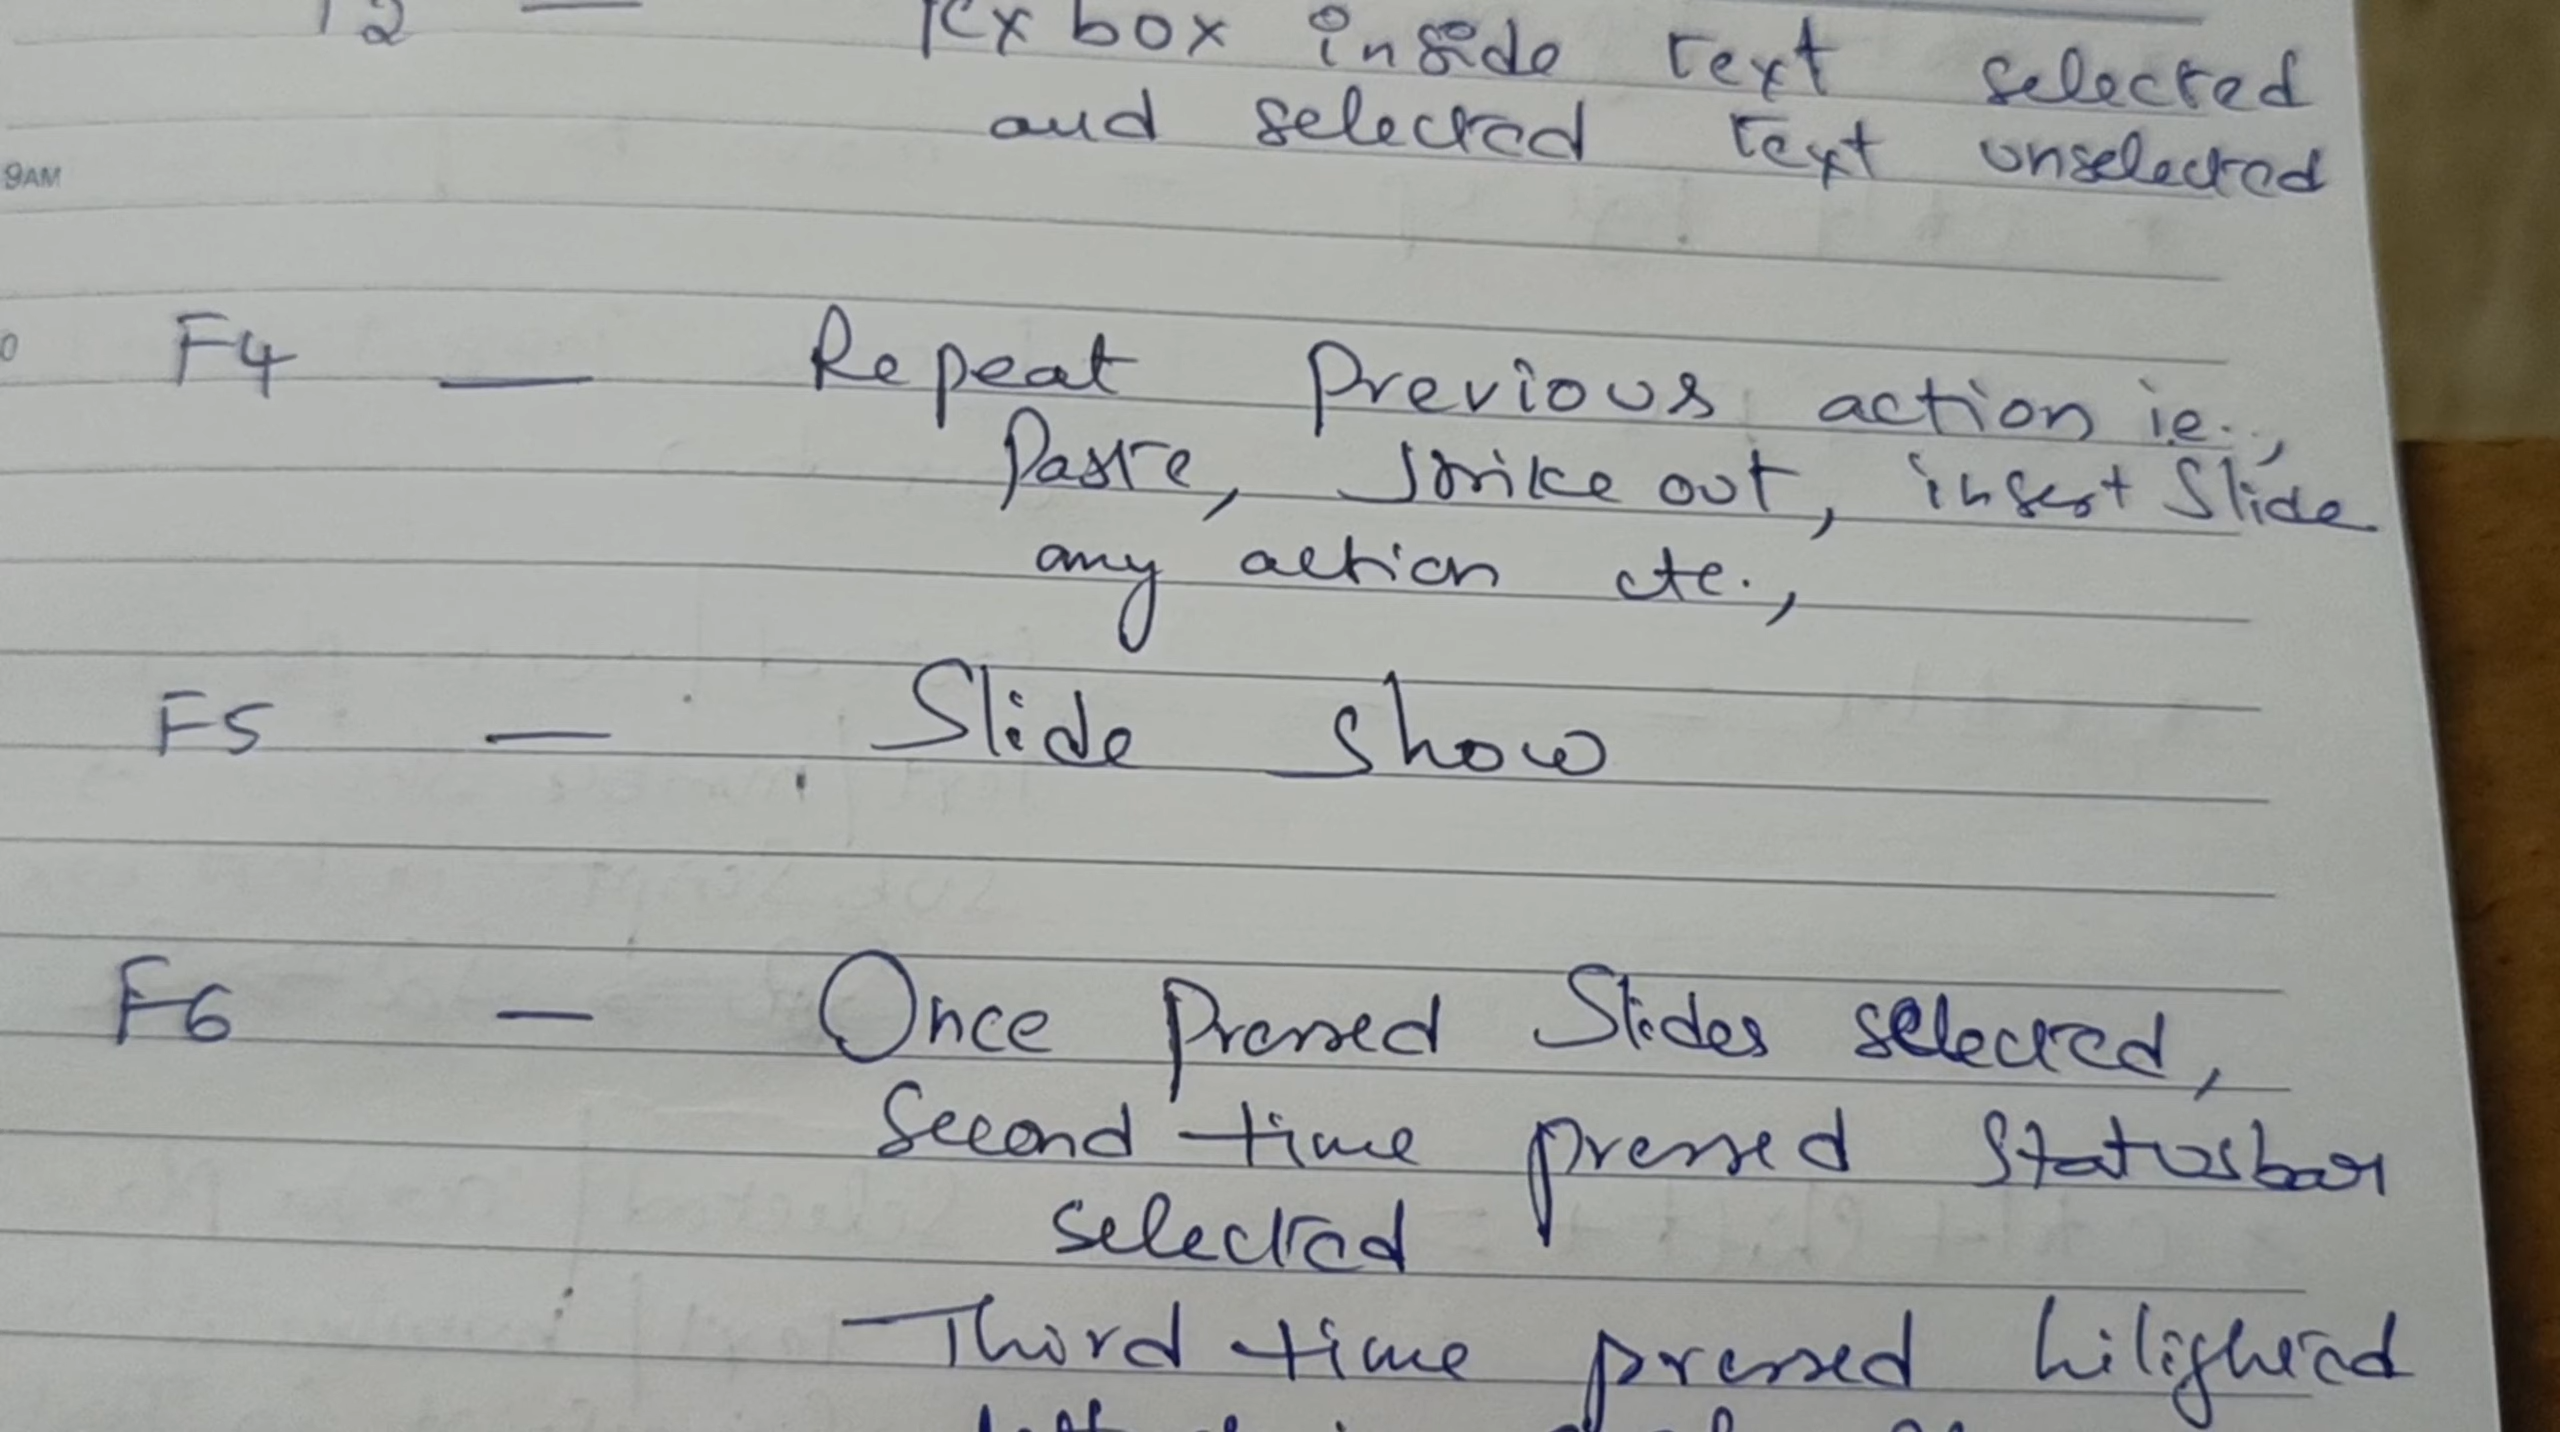 F2 — Tex box inside text selected
and selected text unselected
9AM
F4 — Repeat Previous action ie.,
Paste, Strike out, insert Slide
any action etc.,
F5 — Slide show
F6 — Once Pressed Slides selected,
Second time pressed Statusbar
selected
Third time pressed hilighted